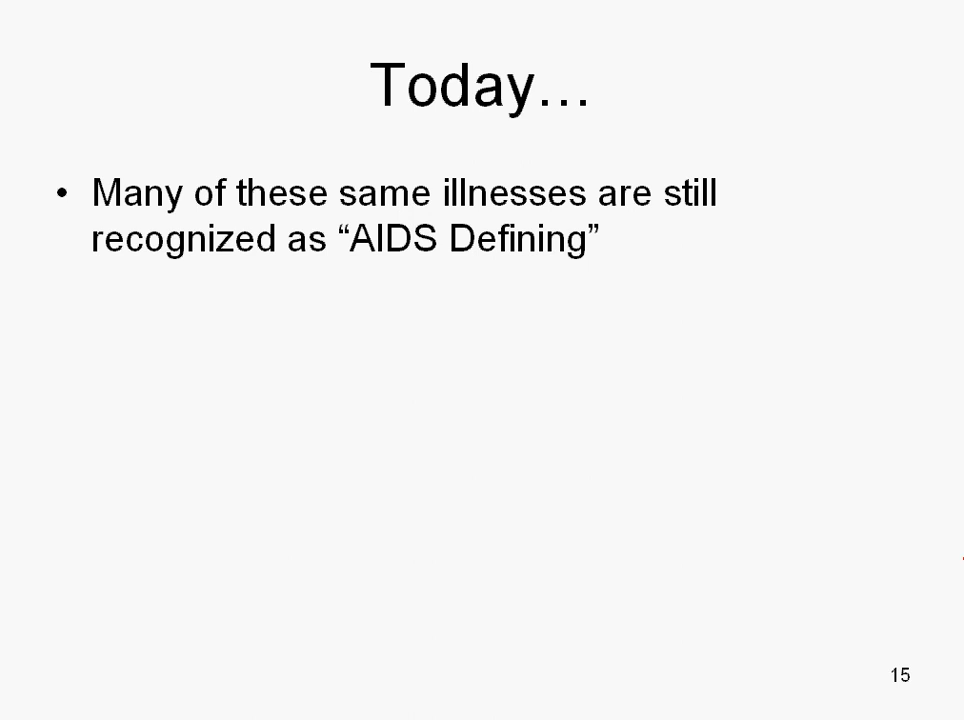 Today...
• Many of these same illnesses are still
recognized as “AIDS Defining”
15